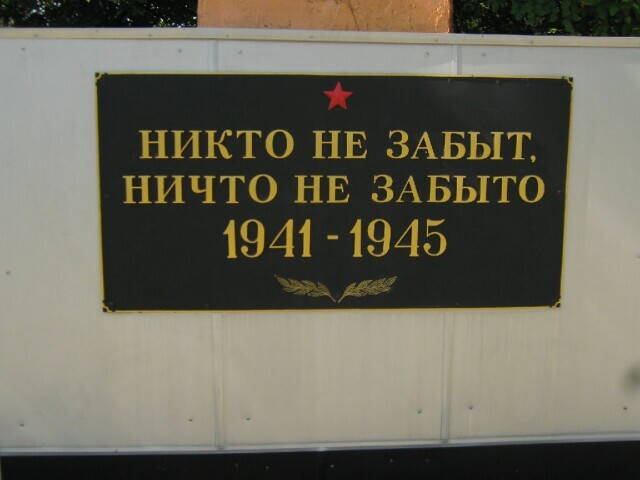 НИКТО НЕ ЗАБЫТ,
НИЧТО НЕ ЗАБЫТО
1941 - 1945